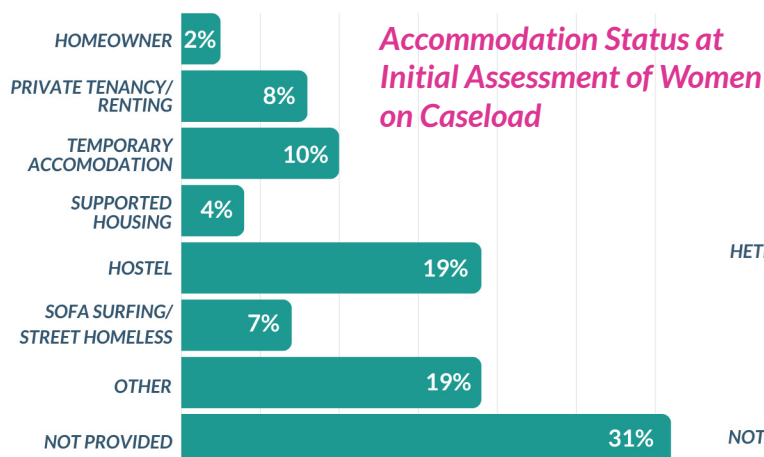 Accommodation Status at
Initial Assessment of Women
on Caseload
HOMEOWNER 2%
PRIVATE TENANCY/
RENTING 8%
TEMPORARY
ACCOMODATION 10%
SUPPORTED
HOUSING 4%
HOSTEL 19%
SOFA SURFING/
STREET HOMELESS 7%
OTHER 19%
NOT PROVIDED 31%
HET
NOT